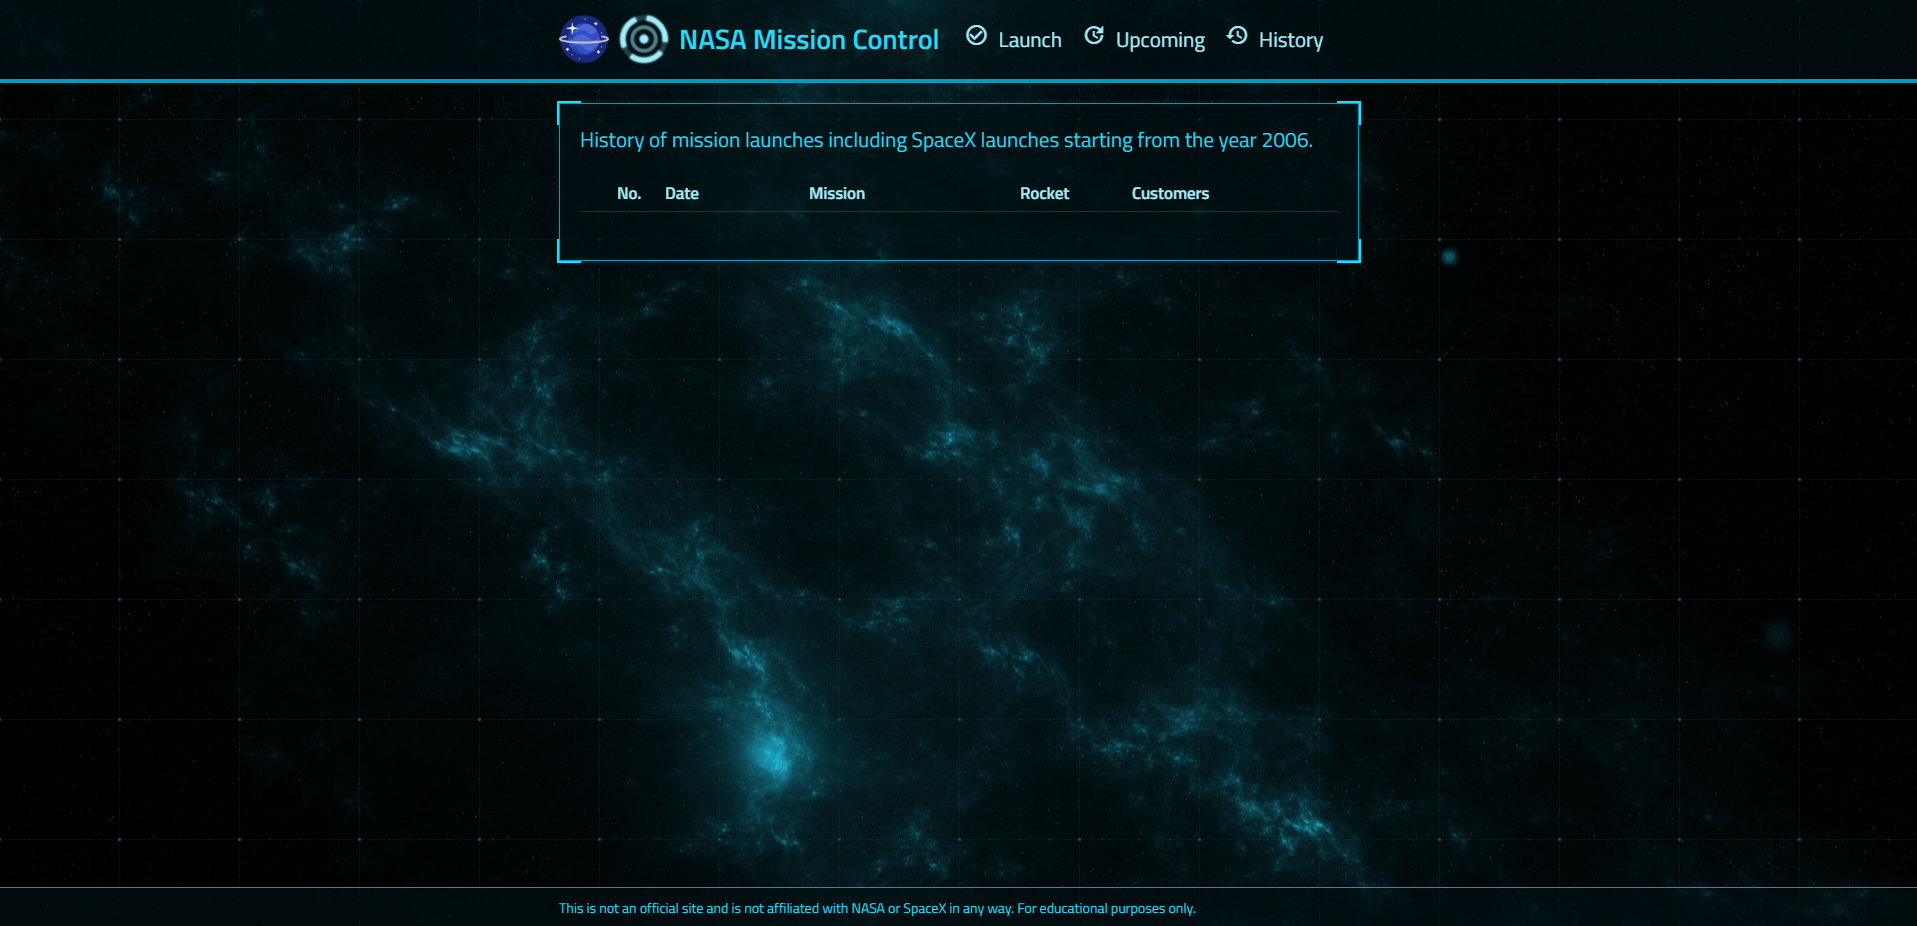 NASA Mission Control Launch Upcoming History
History of mission launches including SpaceX launches starting from the year 2006.
No. Date Mission Rocket Customers
This is not an official site and is not affiliated with NASA or SpaceX in any way. For educational purposes only.